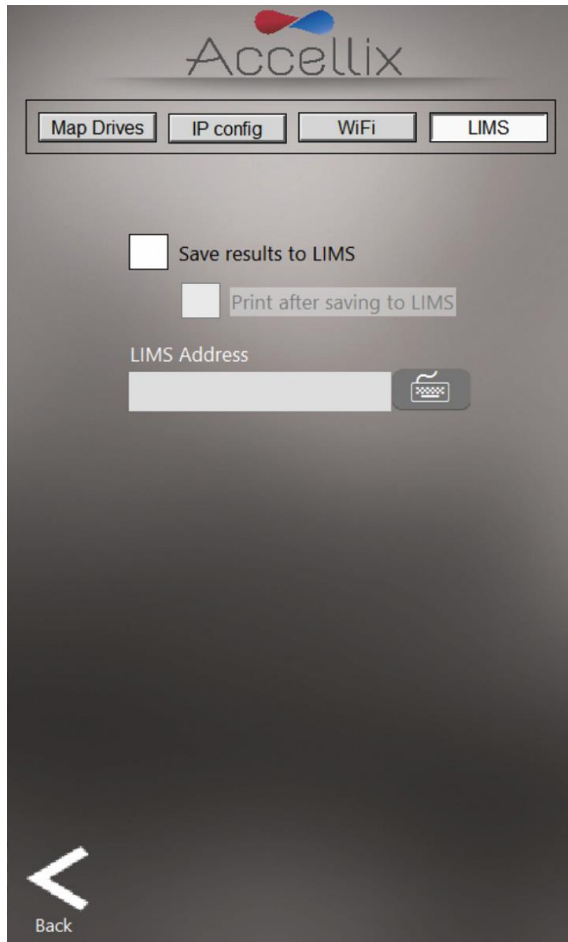 Accellix
Map Drives IP config WiFi LIMS
Save results to LIMS
Print after saving to LIMS
LIMS Address
Back